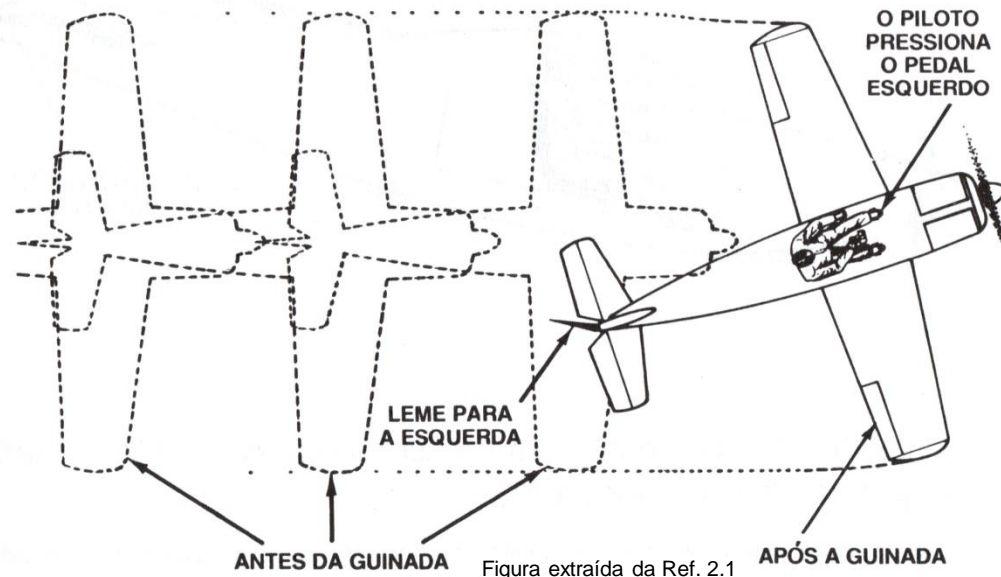 O PILOTO
PRESSIONA
O PEDAL
ESQUERDO
LEME PARA
A ESQUERDA
ANTES DA GUINADA
Figura extraída da Ref. 2.1
APÓS A GUINADA